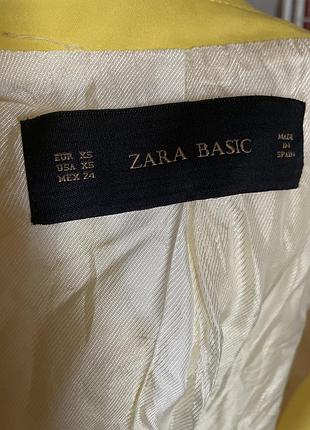 EUR XS
USA XS
MEX 24
ZARA BASIC
MADE
IN
SPAIN